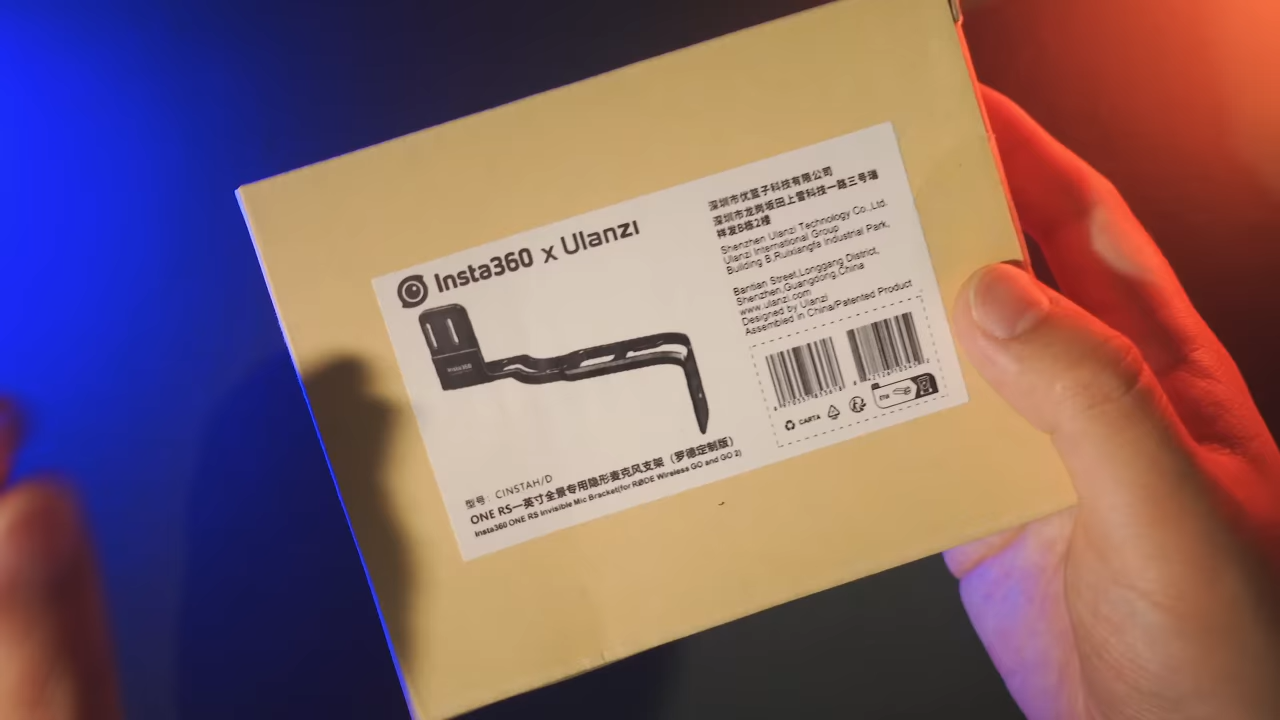 Insta360 x Ulanzi
Insta360
型号: CINSTAH/D
ONE RS一英寸全景专用隐形麦克风支架（罗德定制版）
Insta360 ONE RS Invisible Mic Bracket(for RØDE Wireless GO and GO 2)
深圳市优篮子科技有限公司
深圳市龙岗坂田上雪科技一路三号瑞
祥发B栋2楼
Shenzhen Ulanzi Technology Co.,Ltd.
Ulanzi International Group
Building B,Ruixiangfa Industrial Park,
Bantian Street,Longgang District,
Shenzhen,Guangdong,China
www.ulanzi.com
Designed by Ulanzi
Assembled in China/Patented Product
CARTA